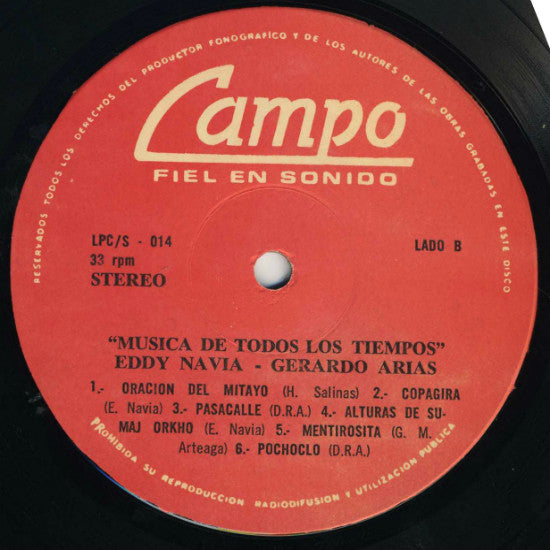 RESERVADOS TODOS LOS DERECHOS DEL PRODUCTOR FONOGRAFICO Y DE LOS AUTORES DE LAS OBRAS GRABADAS EN ESTE DISCO
Campo
FIEL EN SONIDO
LPC/S - 014
LADO B
33 rpm
STEREO
"MUSICA DE TODOS LOS TIEMPOS"
EDDY NAVIA - GERARDO ARIAS
1.- ORACION DEL MITAYO (H. Salinas) 2.- COPAGIRA
(E. Navia) 3.- PASACALLE (D.R.A.) 4.- ALTURAS DE SU-
MAJ ORKHO (E. Navia) 5.- MENTIROSITA (G. M.
Arteaga) 6.- POCHOCLO (D.R.A.)
PROHIBIDA SU REPRODUCCION RADIODIFUSION Y UTILIZACION PUBLICA